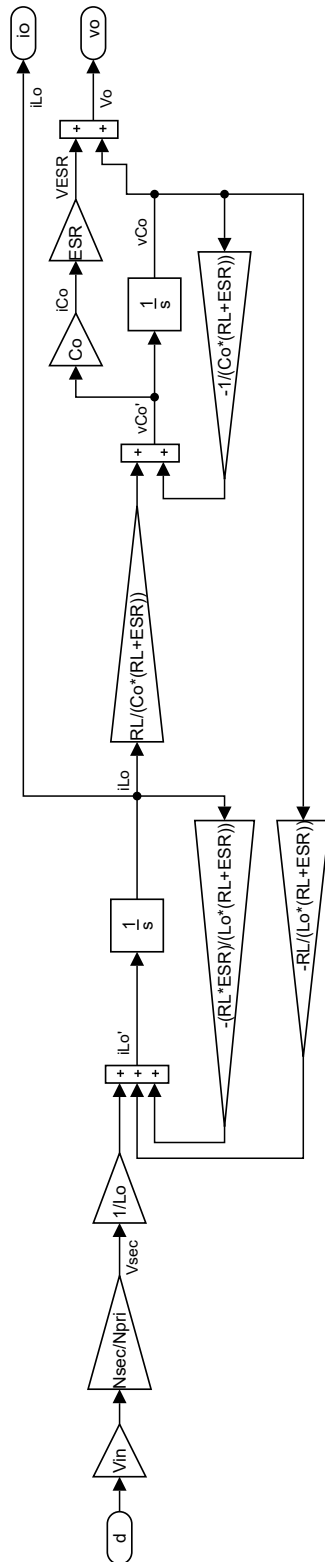 d
Vin
Nsec/Npri
Vsec
1/Lo
+
+
+
iLo'
1
s
iLo
-(RL*ESR)/(Lo*(RL+ESR))
-RL/(Lo*(RL+ESR))
RL/(Co*(RL+ESR))
+
+
vCo'
Co
iCo
ESR
VESR
1
s
vCo
-1/(Co*(RL+ESR))
+
+
Vo
vo
iLo
io